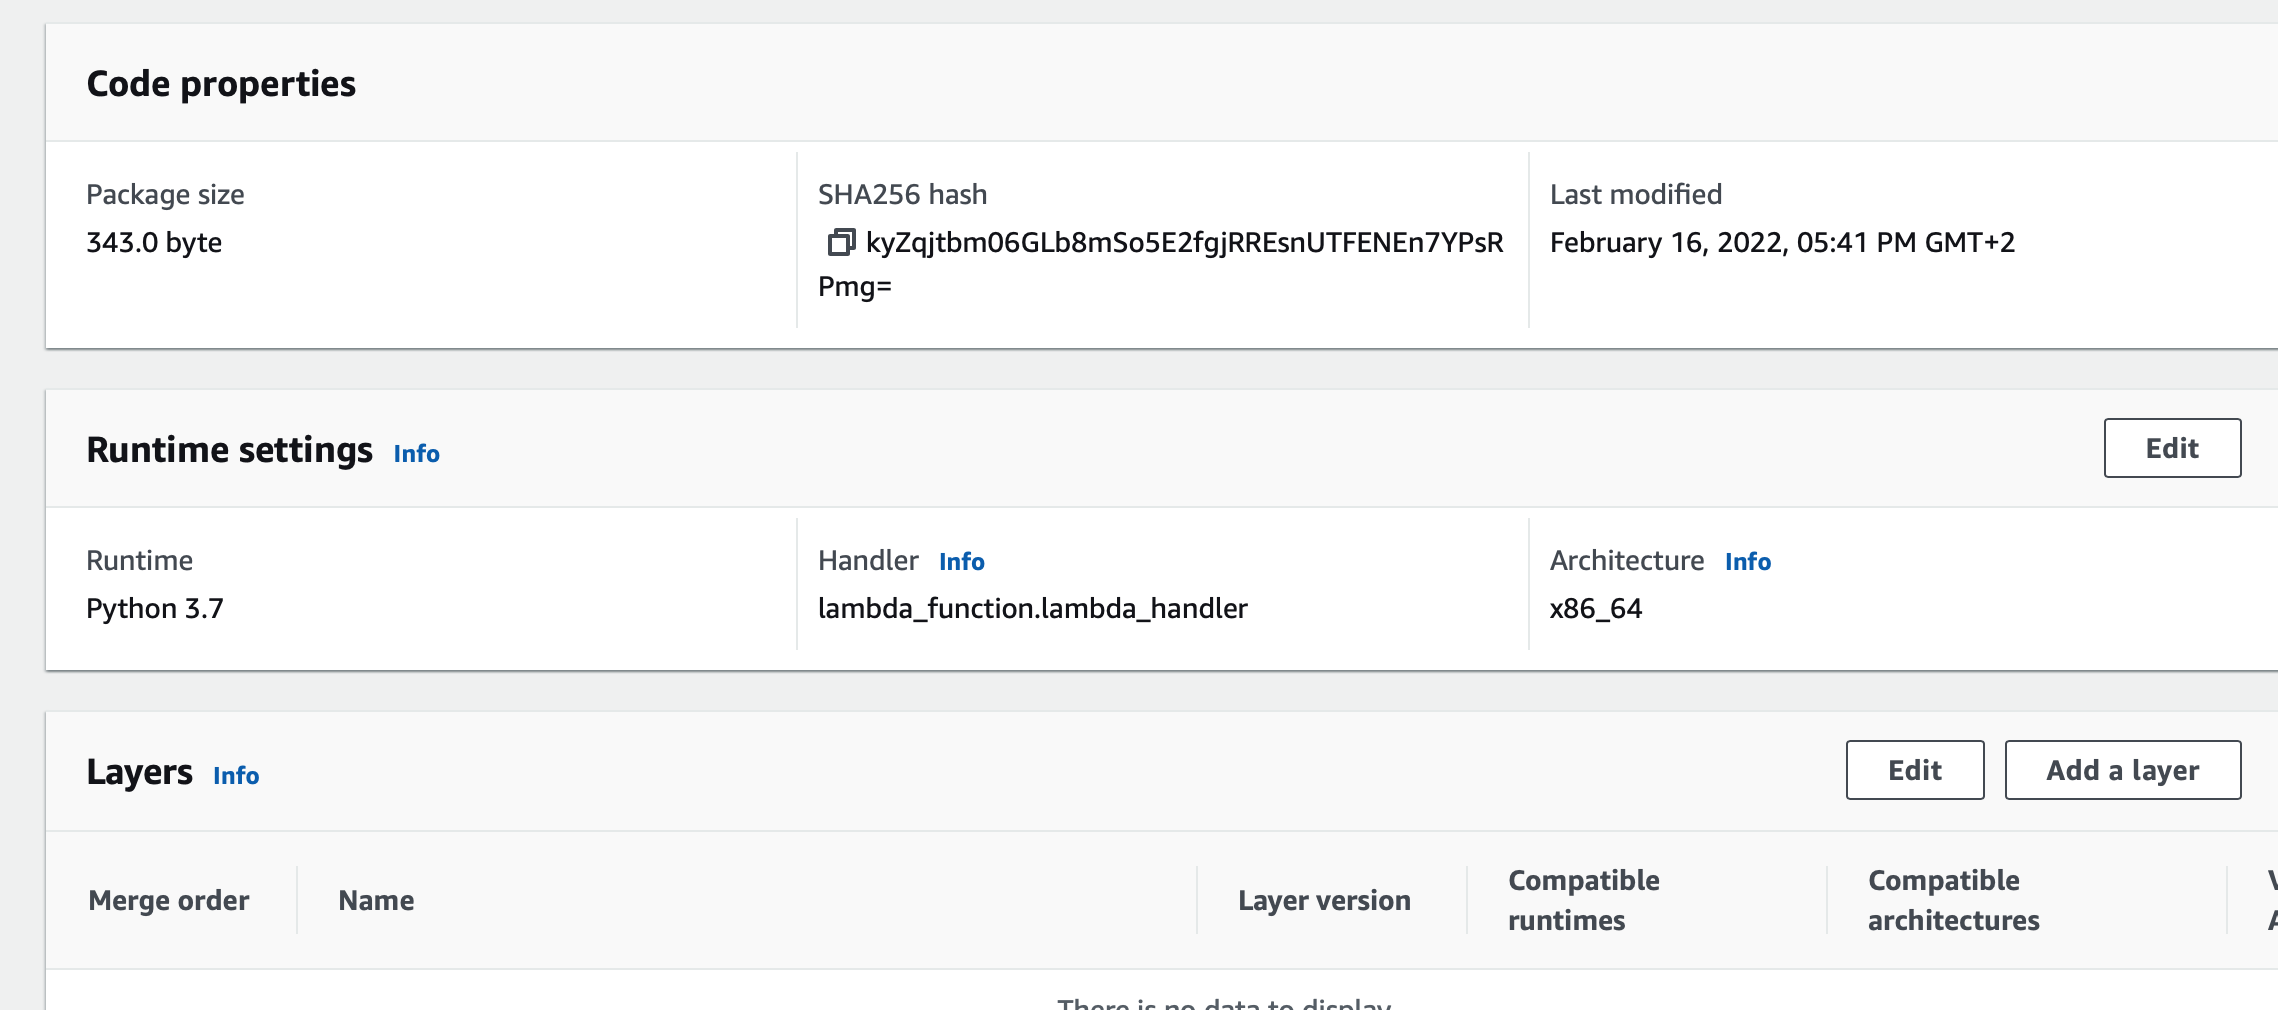 Code properties
Package size
343.0 byte
SHA256 hash
kyZqjtbm06GLb8mSo5E2fgjRREsnUTFENEn7YPsR
Pmg=
Last modified
February 16, 2022, 05:41 PM GMT+2
Runtime settings Info
Edit
Runtime
Python 3.7
Handler Info
lambda_function.lambda_handler
Architecture Info
x86_64
Layers Info
Edit
Add a layer
Merge order
Name
Layer version
Compatible
runtimes
Compatible
architectures
There is no data to display